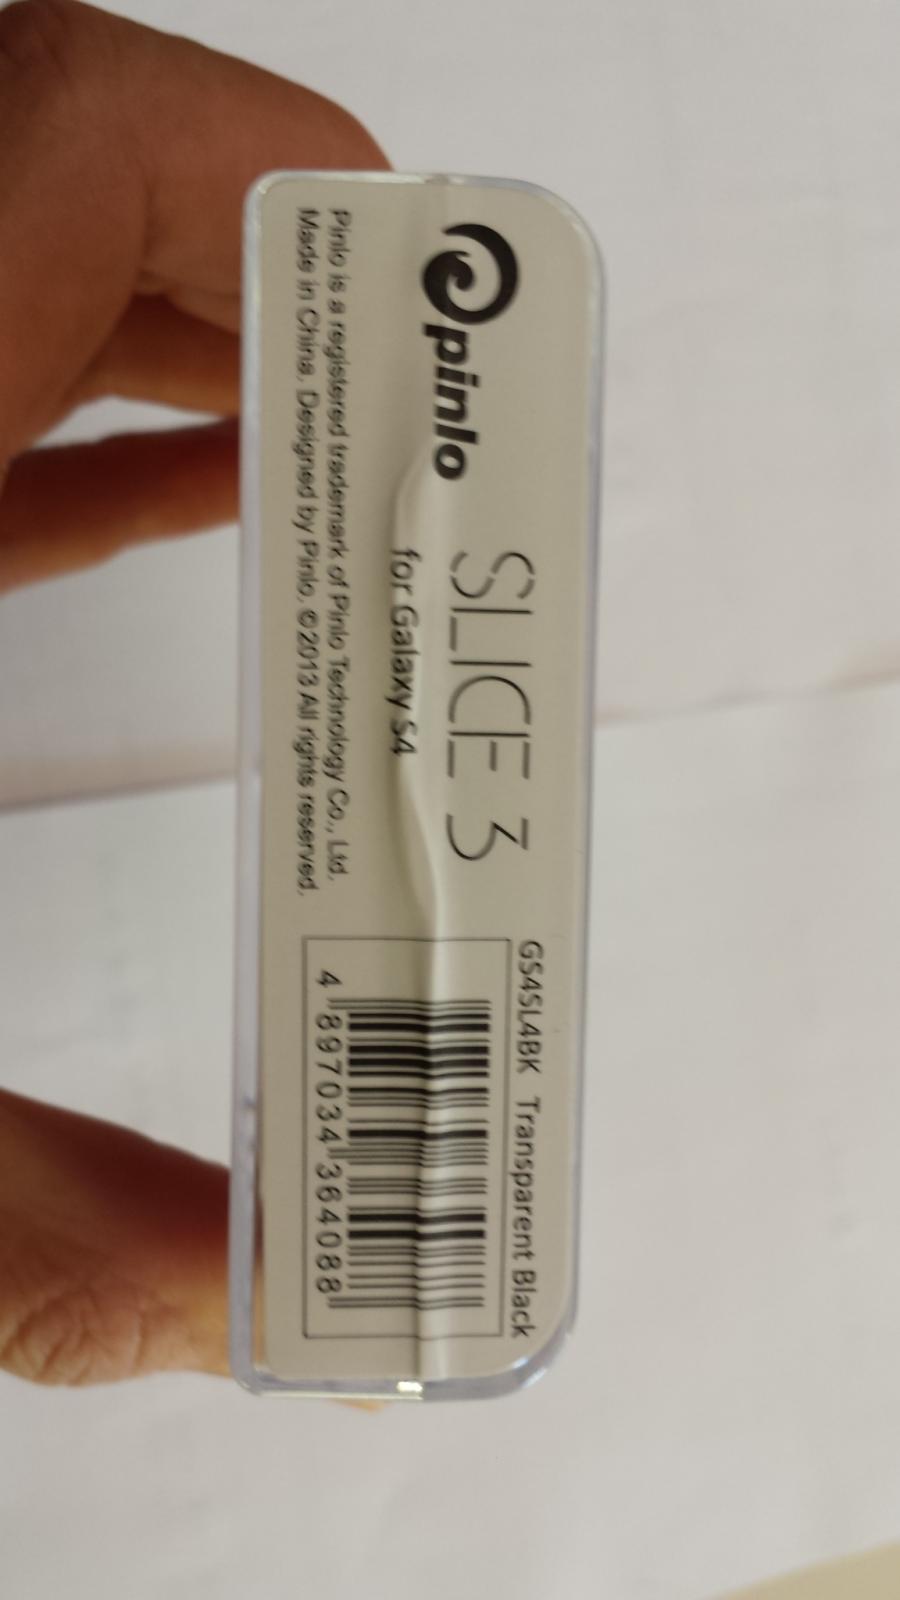 pinlo
SLICE 3
for Galaxy S4
Pinlo is a registered trademark of Pinlo Technology Co., Ltd.
Made in China. Designed by Pinlo. ©2013 All rights reserved.
GS4SL4BK Transparent Black
4 897034 364088